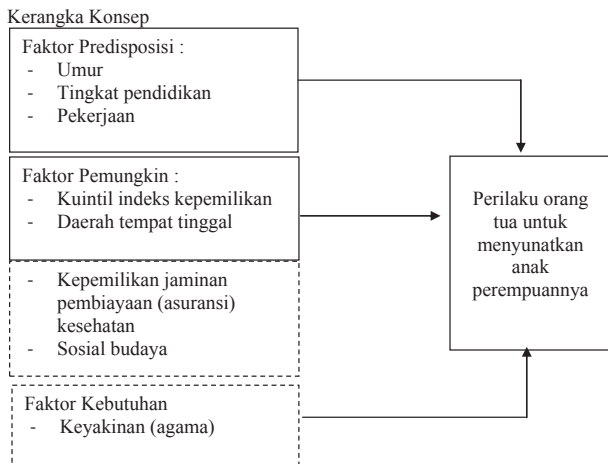 Kerangka Konsep
Faktor Predisposisi :
- Umur
- Tingkat pendidikan
- Pekerjaan
Faktor Pemungkin :
- Kuintil indeks kepemilikan
- Daerah tempat tinggal
- Kepemilikan jaminan
pembiayaan (asuransi)
kesehatan
- Sosial budaya
Faktor Kebutuhan
- Keyakinan (agama)
Perilaku orang
tua untuk
menyunatkan
anak
perempuannya